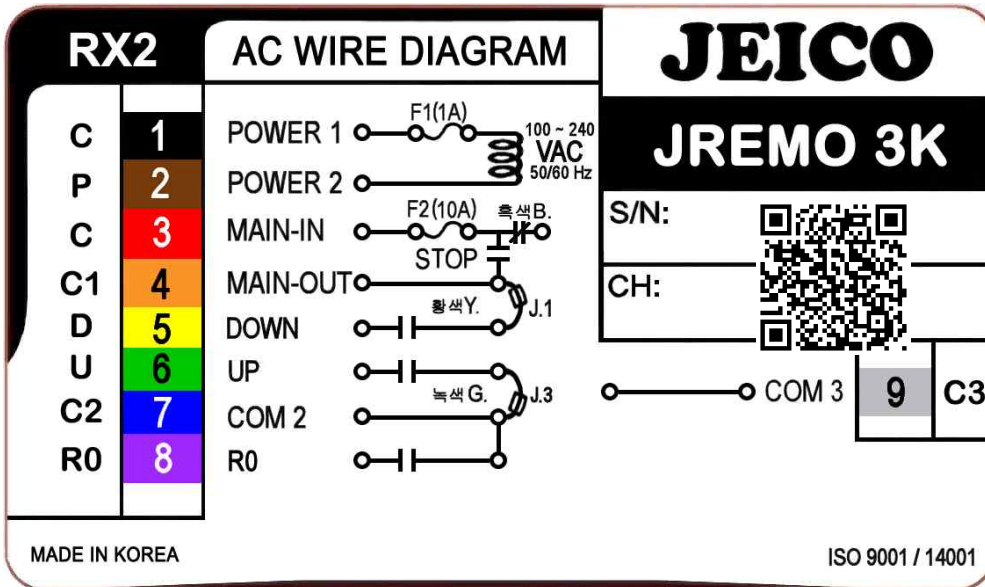 RX2
AC WIRE DIAGRAM
JEICO
JREMO 3K
C 1 POWER 1 F1(1A) 100 ~ 240
VAC
50/60 Hz
P 2 POWER 2
C 3 MAIN-IN F2(10A) 흑색B.
STOP
C1 4 MAIN-OUT
황색Y. J.1
D 5 DOWN
U 6 UP
녹색G. J.3
C2 7 COM 2
R0 8 R0
S/N:
CH:
COM 3 9 C3
MADE IN KOREA
ISO 9001 / 14001